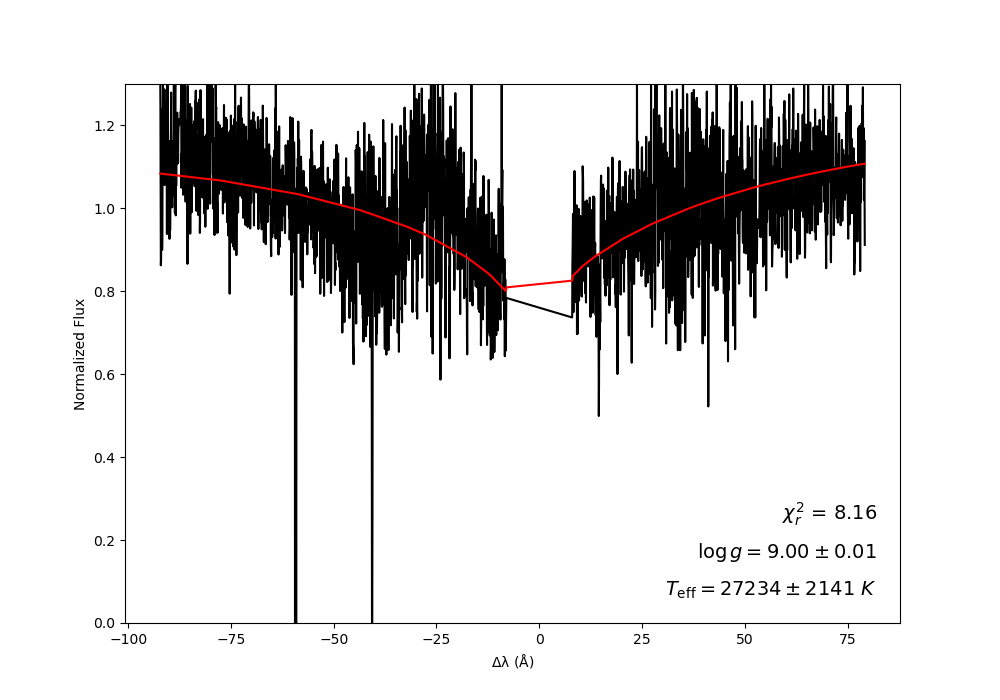 1.2
1.0
0.8
0.6
0.4
0.2
0.0
Normalized Flux
χ²ᵣ = 8.16
log g = 9.00 ± 0.01
T_eff = 27234 ± 2141 K
−100 −75 −50 −25 0 25 50 75
Δλ (Å)